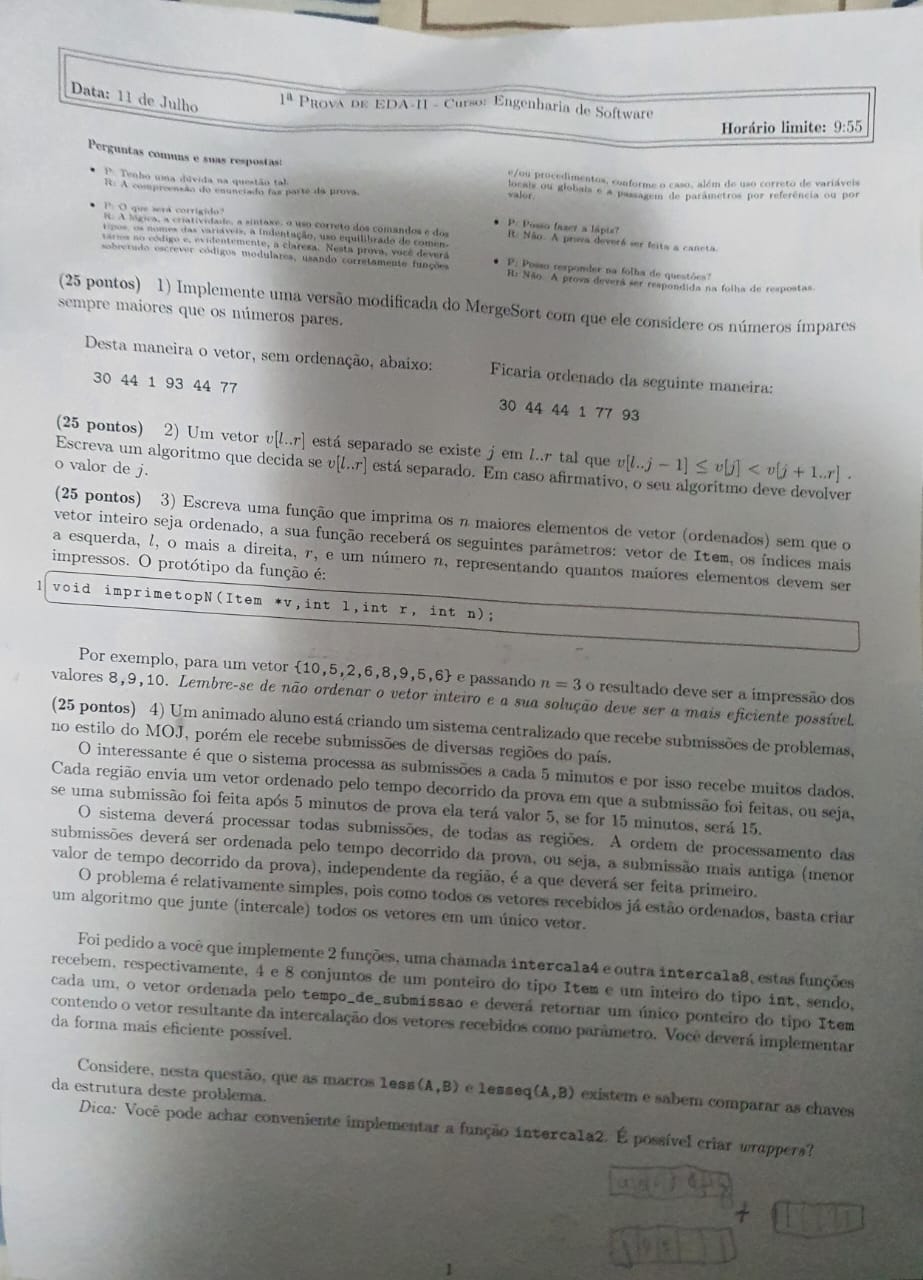 Data: 11 de Julho
1ª Prova de EDA-II - Curso: Engenharia de Software
Horário limite: 9:55
Perguntas comuns e suas respostas:
• P: Tenho uma dúvida na questão tal.
R: A compreensão do enunciado faz parte da prova.
• P: O que será corrigido?
R: A lógica, a criatividade, a sintaxe, o uso correto dos comandos e dos
tipos, os nomes das variáveis, a indentação, uso equilibrado de comen-
tários no código e, evidentemente, a clareza. Nesta prova, você deverá
sobretudo escrever códigos modulares, usando corretamente funções
e/ou procedimentos, conforme o caso, além de uso correto de variáveis
locais ou globais e a passagem de parâmetros por referência ou por
valor.
• P: Posso fazer a lápis?
R: Não. A prova deverá ser feita a caneta.
• P: Posso responder na folha de questões?
R: Não. A prova deverá ser respondida na folha de respostas.
(25 pontos) 1) Implemente uma versão modificada do MergeSort com que ele considere os números ímpares
sempre maiores que os números pares.
Desta maneira o vetor, sem ordenação, abaixo:
30 44 1 93 44 77
Ficaria ordenado da seguinte maneira:
30 44 44 1 77 93
(25 pontos) 2) Um vetor v[l..r] está separado se existe j em l..r tal que v[l..j − 1] ≤ v[j] < v[j + 1..r] .
Escreva um algoritmo que decida se v[l..r] está separado. Em caso afirmativo, o seu algoritmo deve devolver
o valor de j.
(25 pontos) 3) Escreva uma função que imprima os n maiores elementos de vetor (ordenados) sem que o
vetor inteiro seja ordenado, a sua função receberá os seguintes parâmetros: vetor de Item, os índices mais
a esquerda, l, o mais a direita, r, e um número n, representando quantos maiores elementos devem ser
impressos. O protótipo da função é:
1 void imprimetopN(Item *v,int l,int r, int n);
Por exemplo, para um vetor {10,5,2,6,8,9,5,6} e passando n = 3 o resultado deve ser a impressão dos
valores 8,9,10. Lembre-se de não ordenar o vetor inteiro e a sua solução deve ser a mais eficiente possível.
(25 pontos) 4) Um animado aluno está criando um sistema centralizado que recebe submissões de problemas,
no estilo do MOJ, porém ele recebe submissões de diversas regiões do país.
O interessante é que o sistema processa as submissões a cada 5 minutos e por isso recebe muitos dados.
Cada região envia um vetor ordenado pelo tempo decorrido da prova em que a submissão foi feitas, ou seja,
se uma submissão foi feita após 5 minutos de prova ela terá valor 5, se for 15 minutos, será 15.
O sistema deverá processar todas submissões, de todas as regiões. A ordem de processamento das
submissões deverá ser ordenada pelo tempo decorrido da prova, ou seja, a submissão mais antiga (menor
valor de tempo decorrido da prova), independente da região, é a que deverá ser feita primeiro.
O problema é relativamente simples, pois como todos os vetores recebidos já estão ordenados, basta criar
um algoritmo que junte (intercale) todos os vetores em um único vetor.
Foi pedido a você que implemente 2 funções, uma chamada intercala4 e outra intercala8, estas funções
recebem, respectivamente, 4 e 8 conjuntos de um ponteiro do tipo Item e um inteiro do tipo int, sendo,
cada um, o vetor ordenada pelo tempo_de_submissao e deverá retornar um único ponteiro do tipo Item
contendo o vetor resultante da intercalação dos vetores recebidos como parâmetro. Você deverá implementar
da forma mais eficiente possível.
Considere, nesta questão, que as macros less(A,B) e lesseq(A,B) existem e sabem comparar as chaves
da estrutura deste problema.
Dica: Você pode achar conveniente implementar a função intercala2. É possível criar wrappers?
+
1